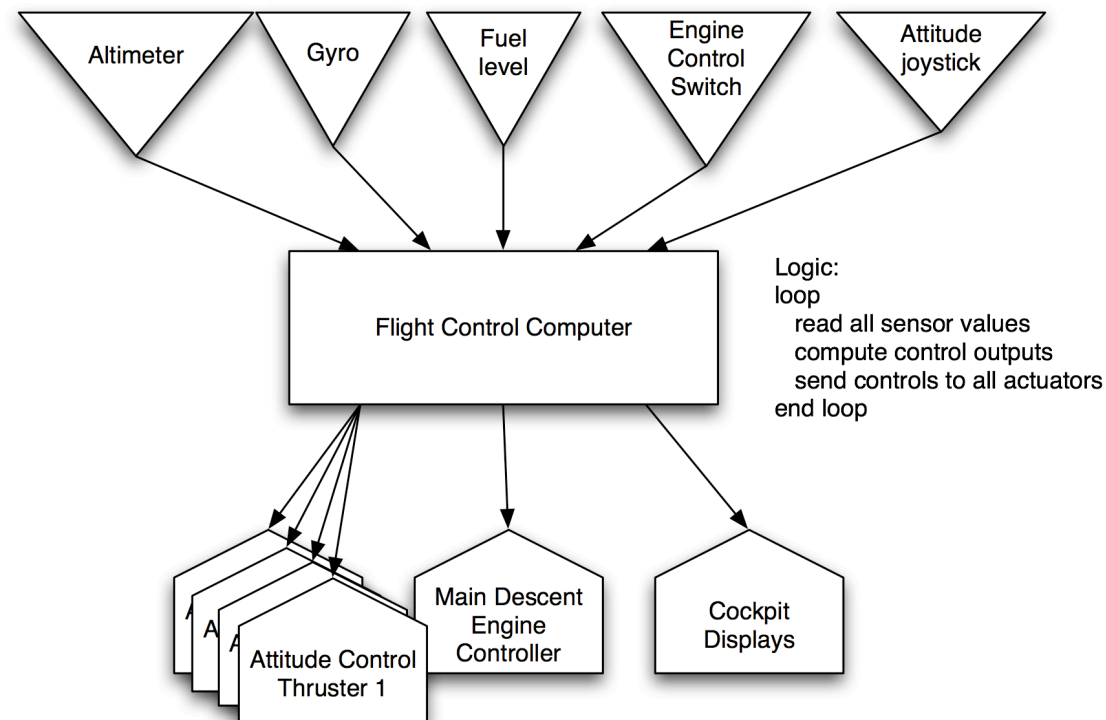 Altimeter
Gyro
Fuel
level
Engine
Control
Switch
Attitude
joystick
Flight Control Computer
Logic:
loop
read all sensor values
compute control outputs
send controls to all actuators
end loop
A
A
A
Attitude Control
Thruster 1
Main Descent
Engine
Controller
Cockpit
Displays